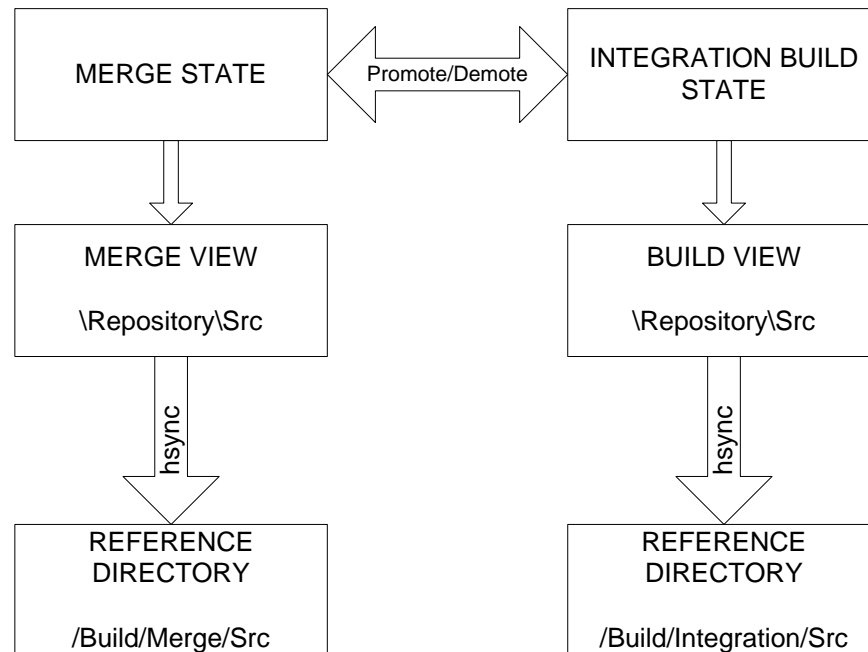 MERGE STATE
Promote/Demote
INTEGRATION BUILD
STATE
MERGE VIEW
\Repository\Src
BUILD VIEW
\Repository\Src
hsync
hsync
REFERENCE
DIRECTORY
/Build/Merge/Src
REFERENCE
DIRECTORY
/Build/Integration/Src